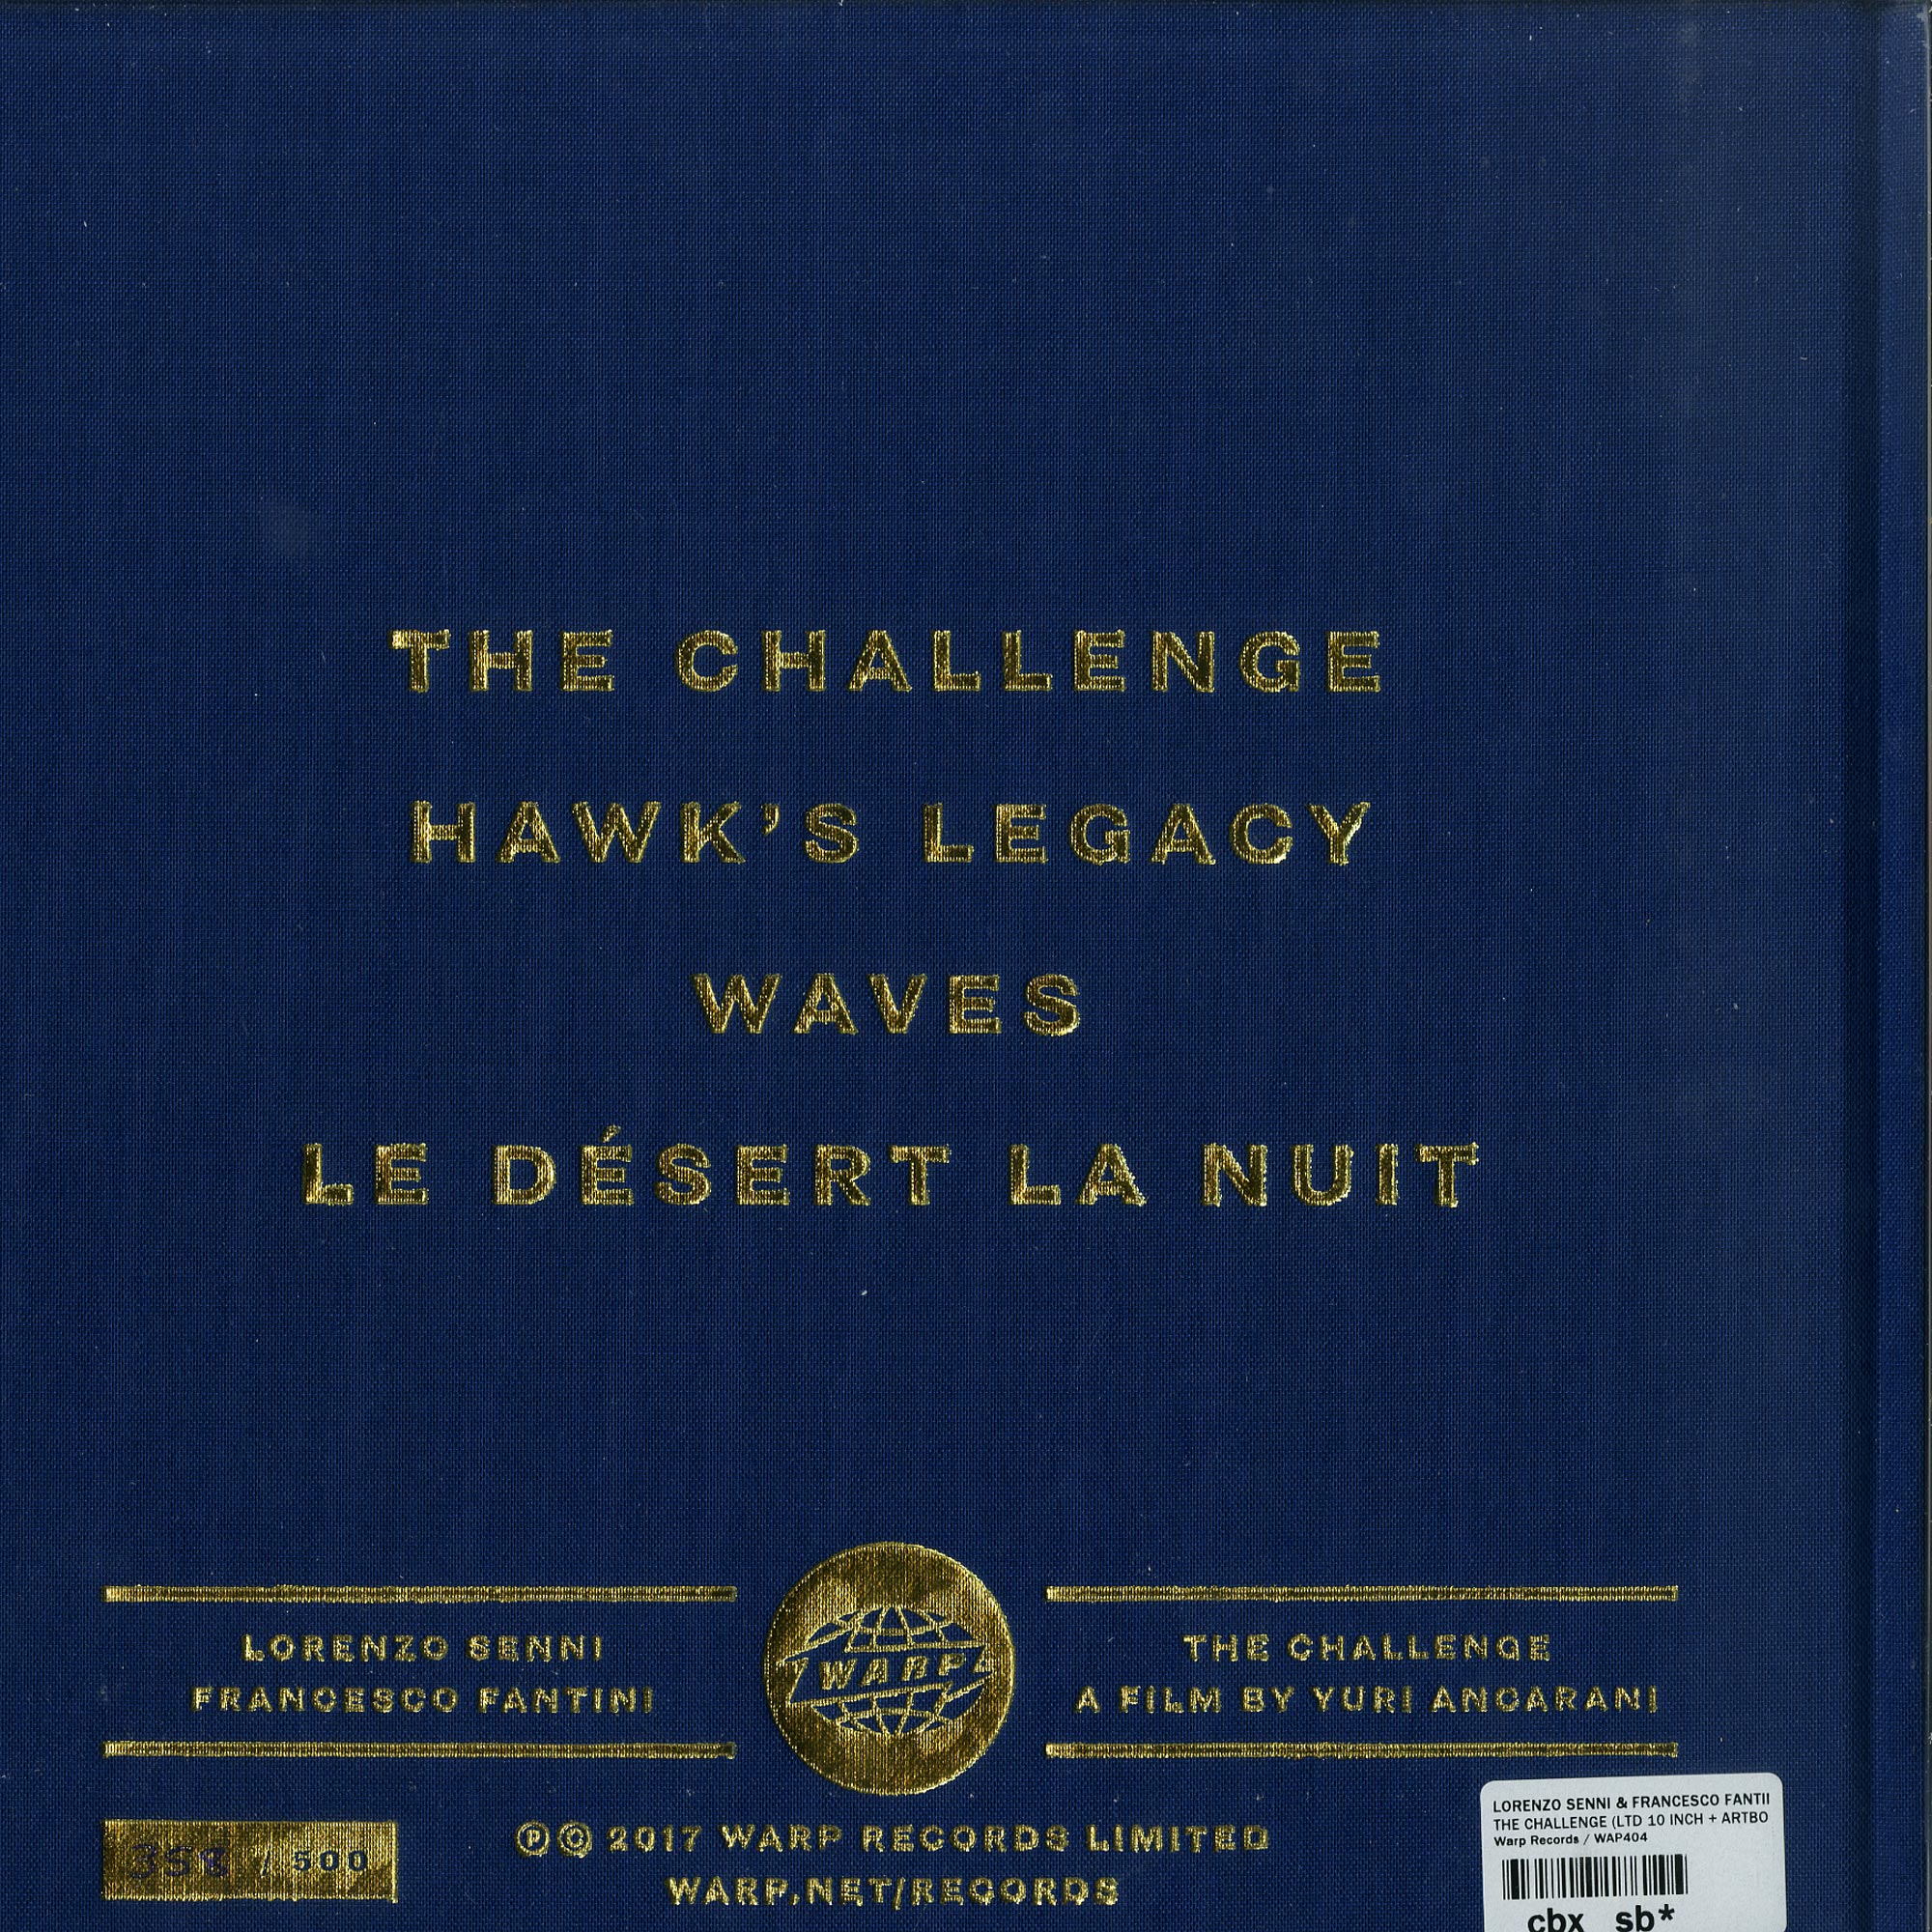 THE CHALLENGE
HAWK’S LEGACY
WAVES
LE DÉSERT LA NUIT
LORENZO SENNI
FRANCESCO FANTINI
WARP
THE CHALLENGE
A FILM BY YURI ANCARANI
/ 500
℗© 2017 WARP RECORDS LIMITED
WARP.NET/RECORDS
LORENZO SENNI & FRANCESCO FANTII
THE CHALLENGE (LTD 10 INCH + ARTBO
Warp Records / WAP404
cbx sb*